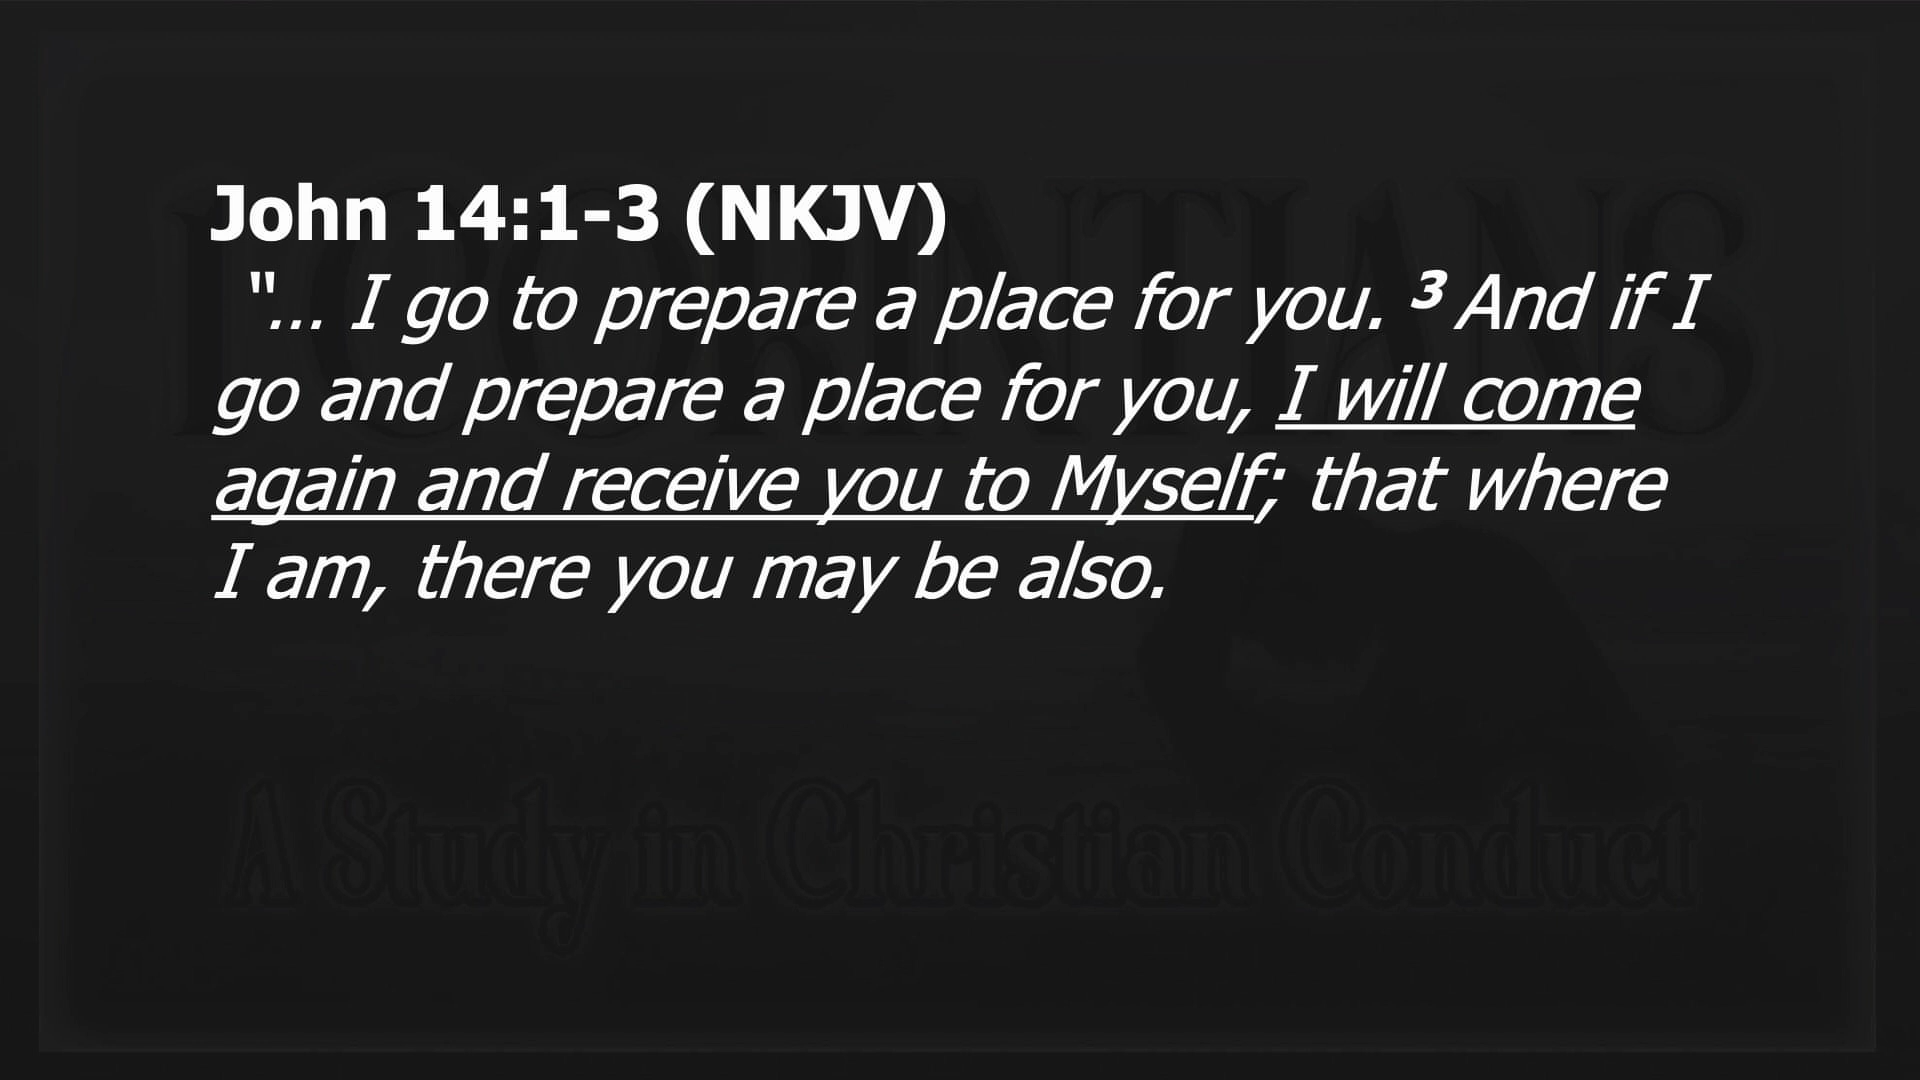 John 14:1-3 (NKJV)
"… I go to prepare a place for you. ³ And if I
go and prepare a place for you, I will come
again and receive you to Myself; that where
I am, there you may be also.
1 CORINTIANS
A Study in Christian Conduct